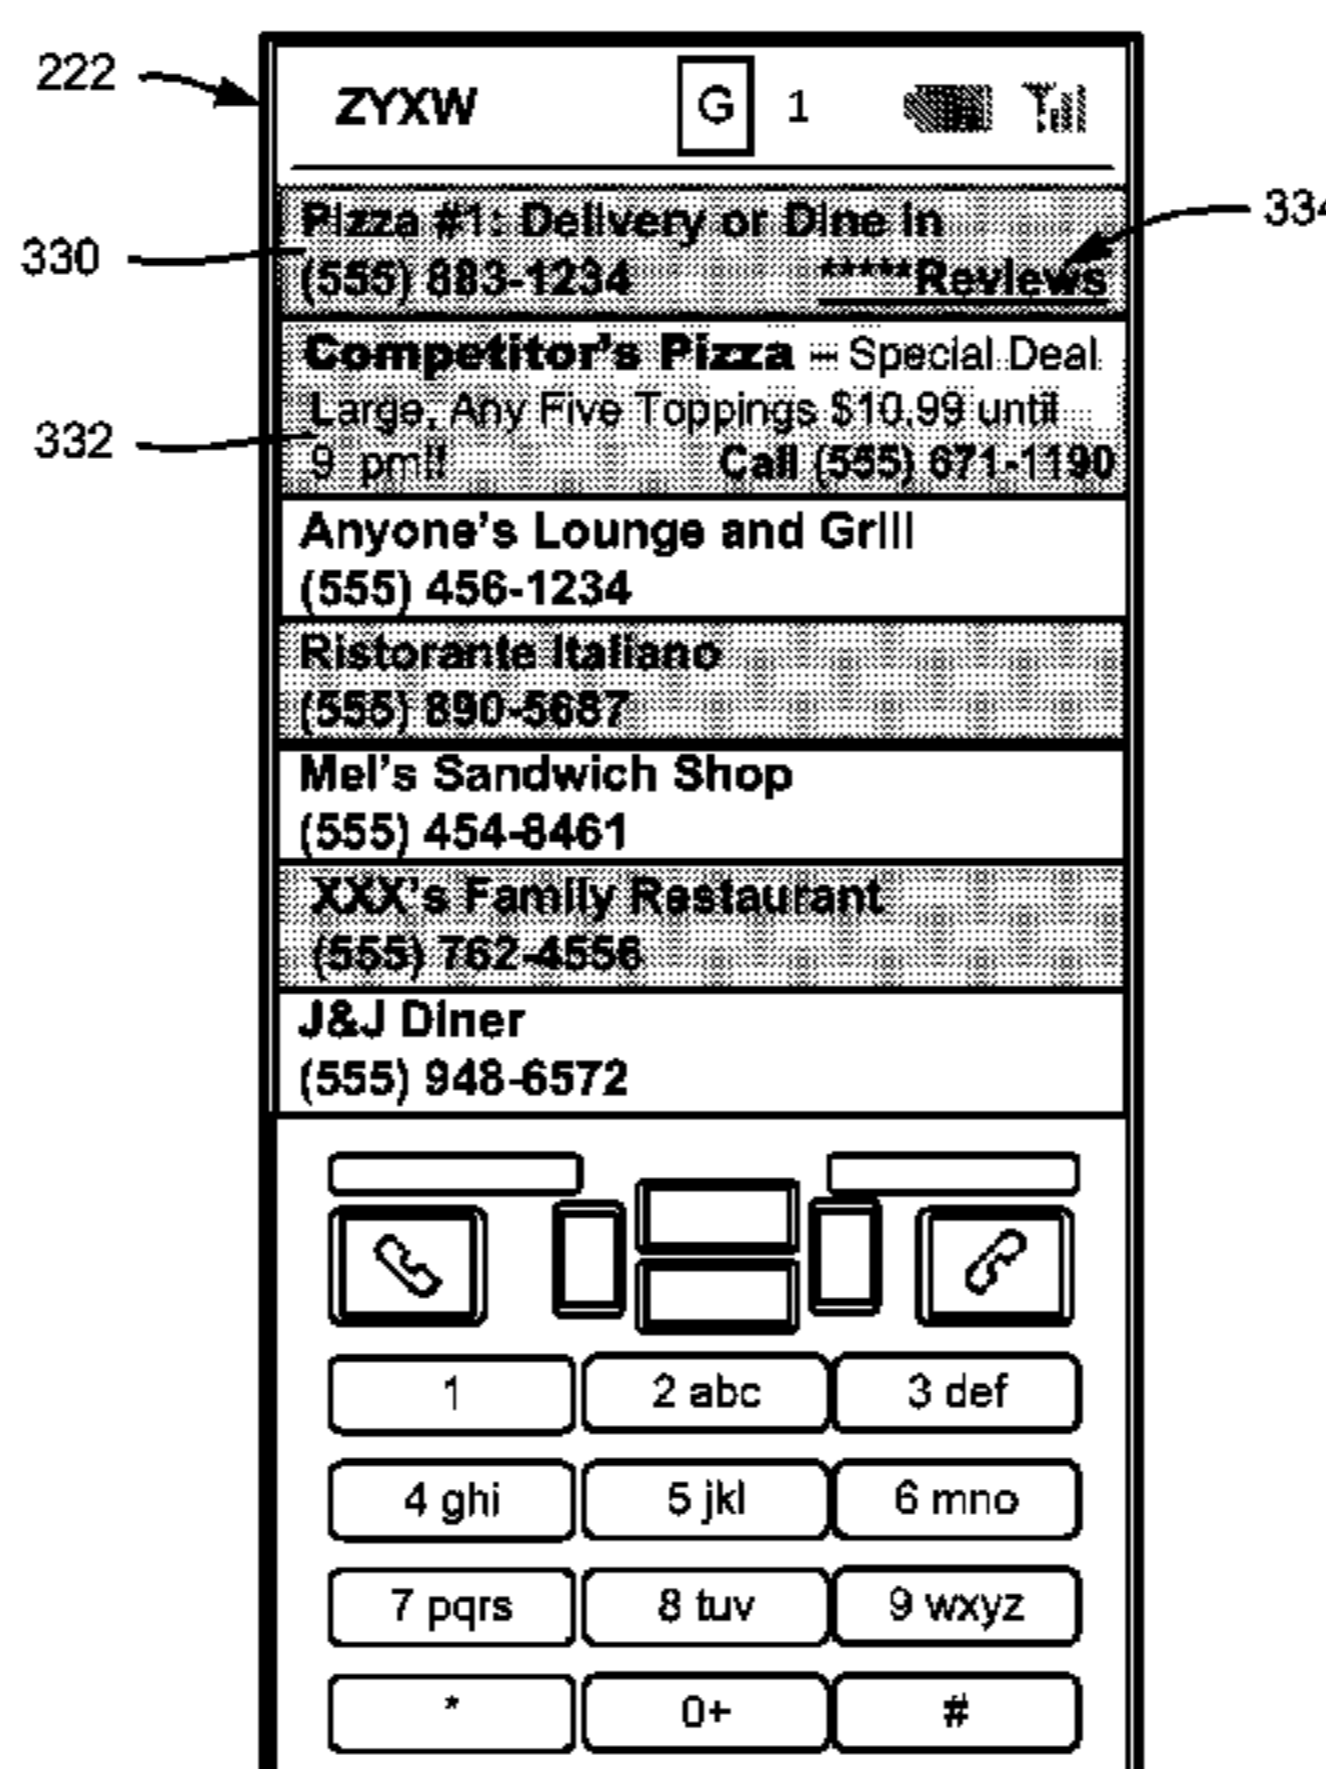 222
ZYXW G 1
Pizza #1: Delivery or Dine in
334
330
(555) 883-1234 *****Reviews
Competitor's Pizza – Special Deal
Large, Any Five Toppings $10.99 until
332
9 pm!! Call (555) 671-1190
Anyone's Lounge and Grill
(555) 456-1234
Ristorante Italiano
(555) 890-5687
Mel's Sandwich Shop
(555) 454-8461
XXX's Family Restaurant
(555) 762-4556
J&J Diner
(555) 948-6572
1 2 abc 3 def
4 ghi 5 jkl 6 mno
7 pqrs 8 tuv 9 wxyz
* 0+ #